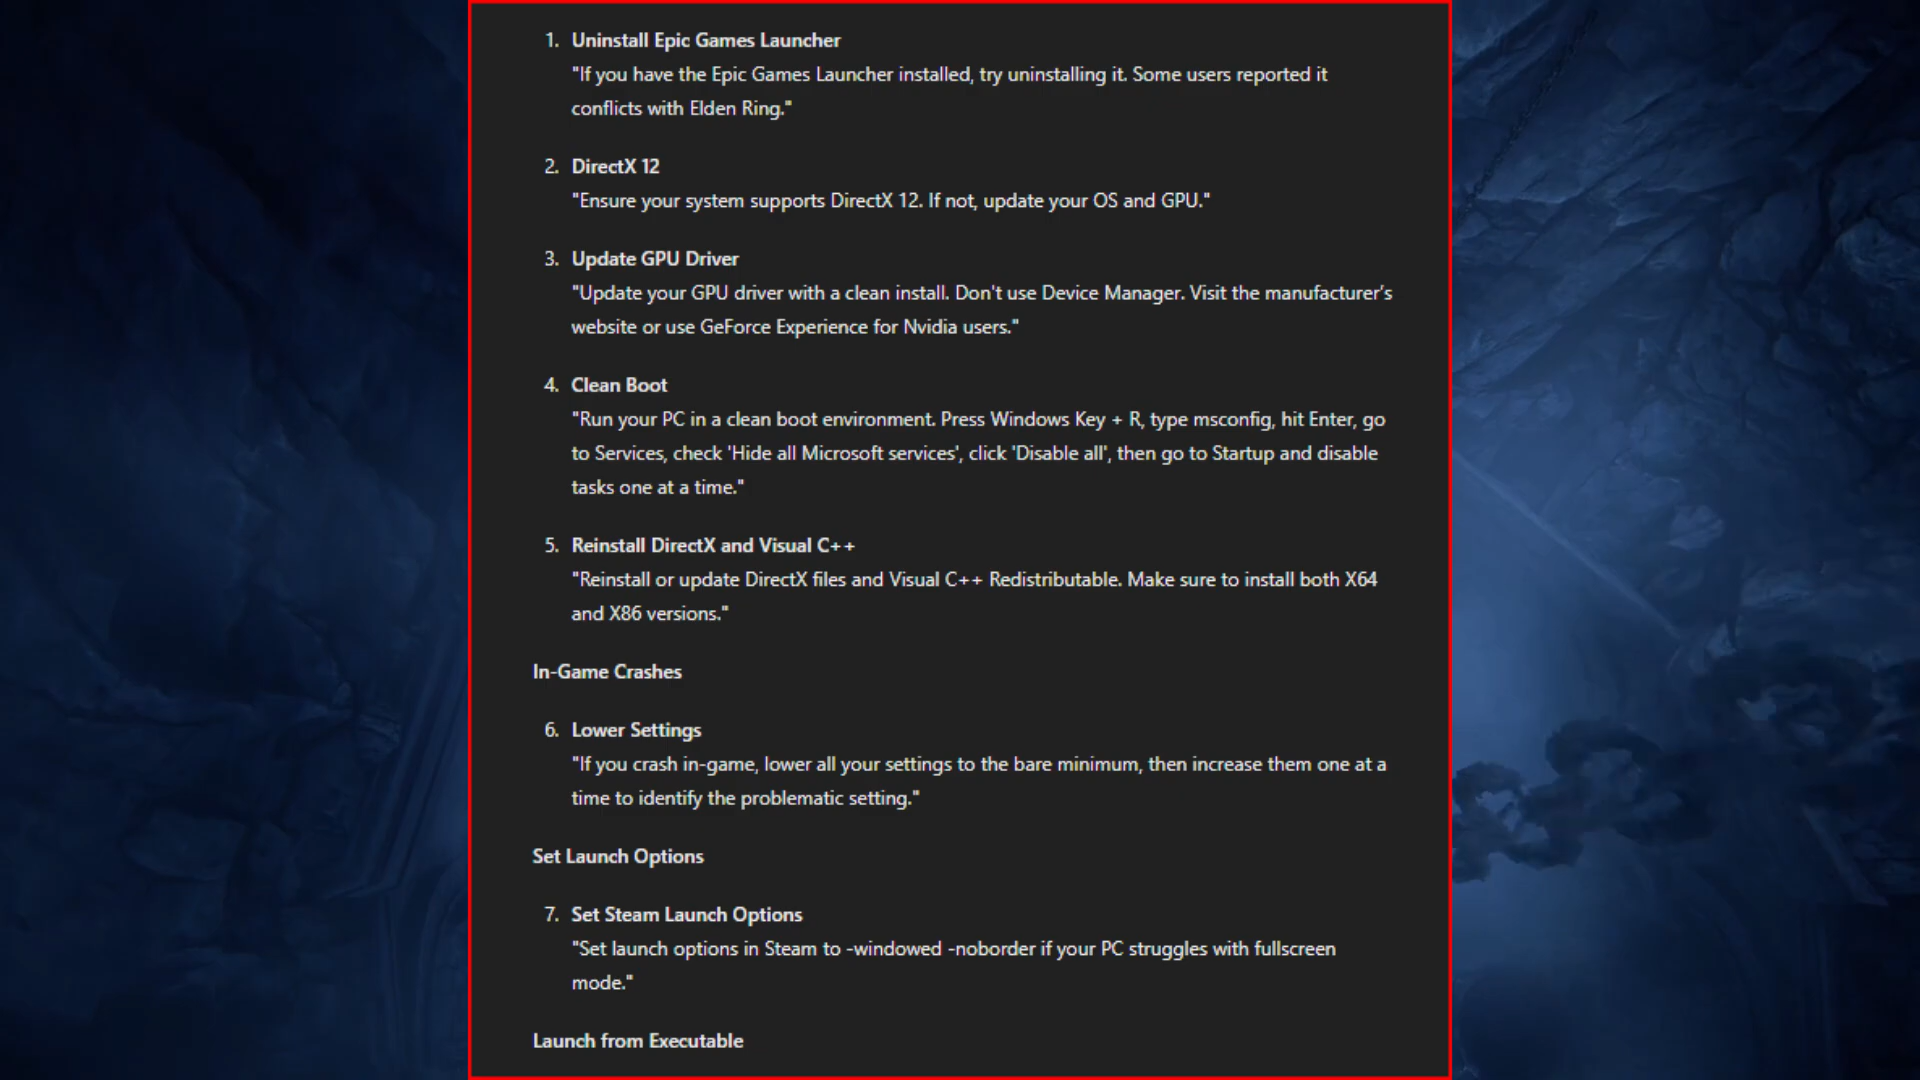 1. Uninstall Epic Games Launcher
"If you have the Epic Games Launcher installed, try uninstalling it. Some users reported it
conflicts with Elden Ring."
2. DirectX 12
"Ensure your system supports DirectX 12. If not, update your OS and GPU."
3. Update GPU Driver
"Update your GPU driver with a clean install. Don't use Device Manager. Visit the manufacturer's
website or use GeForce Experience for Nvidia users."
4. Clean Boot
"Run your PC in a clean boot environment. Press Windows Key + R, type msconfig, hit Enter, go
to Services, check 'Hide all Microsoft services', click 'Disable all', then go to Startup and disable
tasks one at a time."
5. Reinstall DirectX and Visual C++
"Reinstall or update DirectX files and Visual C++ Redistributable. Make sure to install both X64
and X86 versions."
In-Game Crashes
6. Lower Settings
"If you crash in-game, lower all your settings to the bare minimum, then increase them one at a
time to identify the problematic setting."
Set Launch Options
7. Set Steam Launch Options
"Set launch options in Steam to -windowed -noborder if your PC struggles with fullscreen
mode."
Launch from Executable